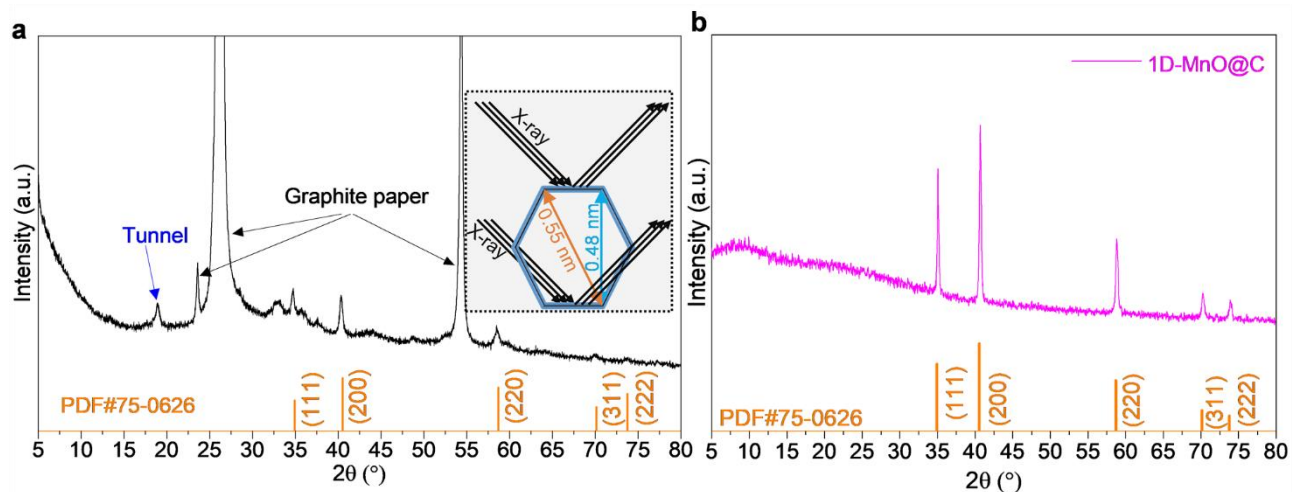 a
Intensity (a.u.)
Tunnel
Graphite paper
X-ray
X-ray
0.55 nm
0.48 nm
PDF#75-0626
(111)
(200)
(220)
(311)
(222)
5 10 15 20 25 30 35 40 45 50 55 60 65 70 75 80
2θ (°)
b
Intensity (a.u.)
1D-MnO@C
PDF#75-0626
(111)
(200)
(220)
(311)
(222)
5 10 15 20 25 30 35 40 45 50 55 60 65 70 75 80
2θ (°)